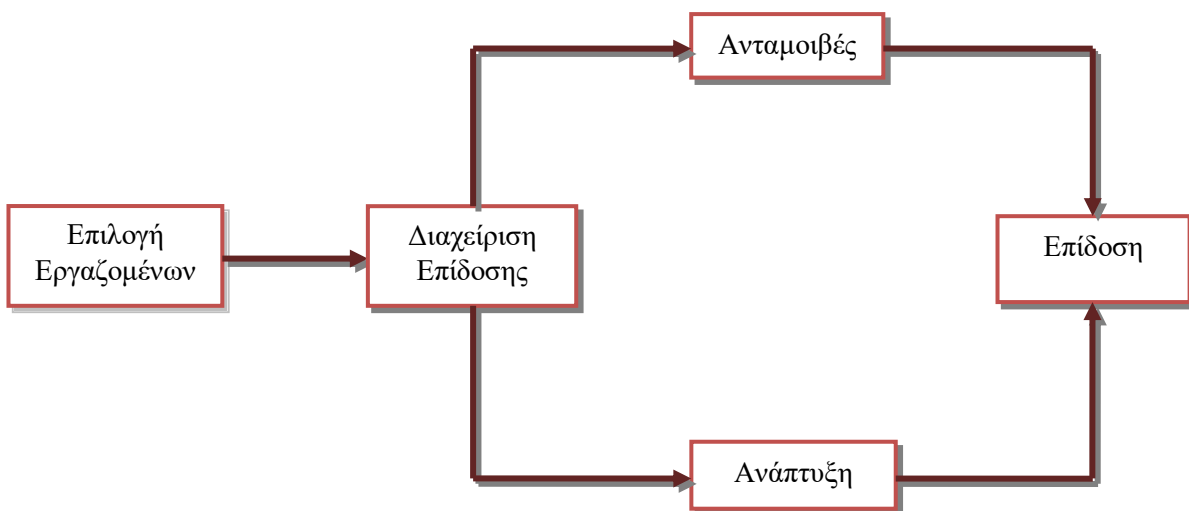 Ανταμοιβές
Επιλογή
Εργαζομένων
Διαχείριση
Επίδοσης
Επίδοση
Ανάπτυξη